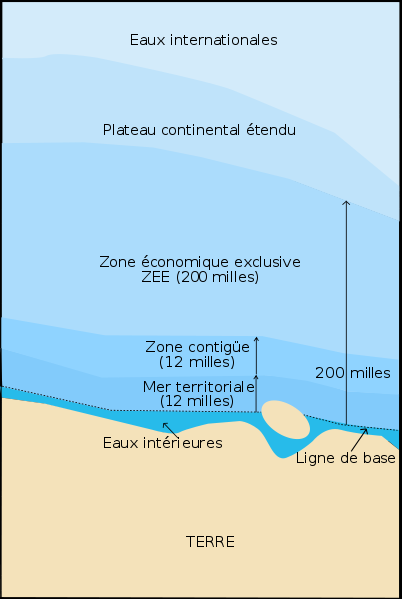 Eaux internationales
Plateau continental étendu
Zone économique exclusive
ZEE (200 milles)
Zone contigüe
(12 milles)
200 milles
Mer territoriale
(12 milles)
Eaux intérieures
Ligne de base
TERRE